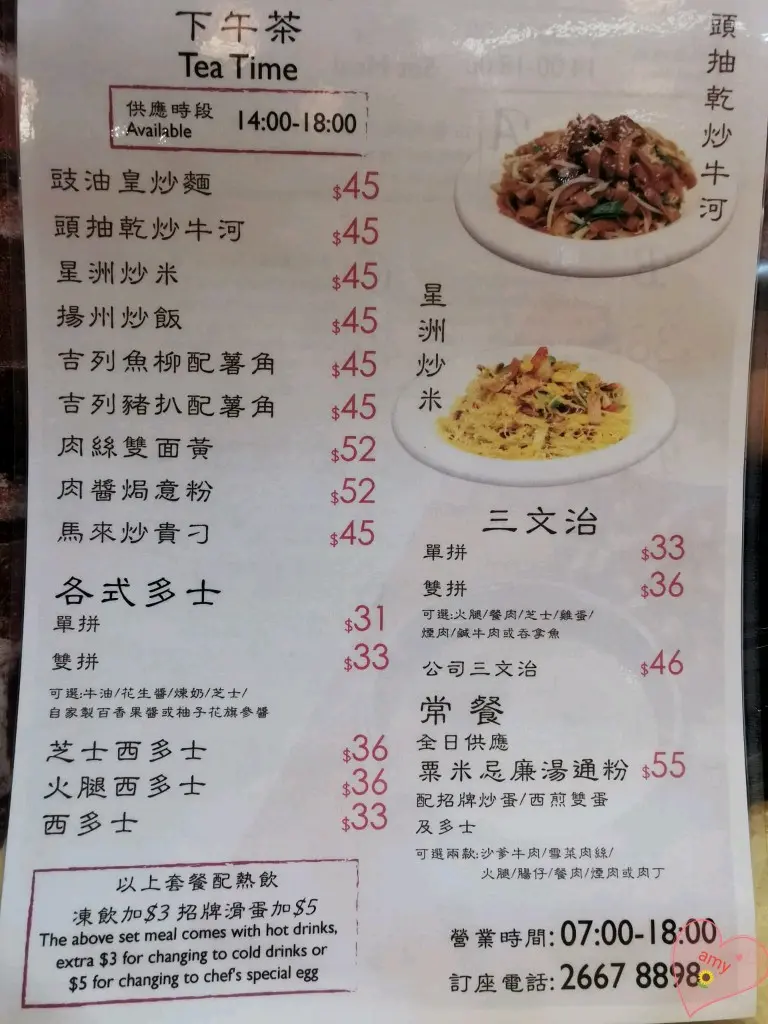 下午茶
Tea Time
供應時段
Available
14:00-18:00
豉油皇炒麵 $45
頭抽乾炒牛河 $45
星洲炒米 $45
揚州炒飯 $45
吉列魚柳配薯角 $45
吉列豬扒配薯角 $45
肉絲雙面黃 $52
肉醬焗意粉 $52
馬來炒貴刁 $45
各式多士
單拼 $31
雙拼 $33
可選:牛油/花生醬/煉奶/芝士/
自家製百香果醬或柚子花旗參醬
芝士西多士 $36
火腿西多士 $36
西多士 $33
以上套餐配熱飲
凍飲加$3 招牌滑蛋加$5
The above set meal comes with hot drinks,
extra $3 for changing to cold drinks or
$5 for changing to chef's special egg
頭抽乾炒牛河
星洲炒米
三文治
單拼 $33
雙拼 $36
可選:火腿/餐肉/芝士/雞蛋/
煙肉/鹹牛肉或吞拿魚
公司三文治 $46
常餐
全日供應
粟米忌廉湯通粉 $55
配招牌炒蛋/西煎雙蛋
及多士
可選兩款:沙爹牛肉/雪菜肉絲/
火腿/腸仔/餐肉/煙肉或肉丁
營業時間: 07:00-18:00
訂座電話: 2667 8898
amy